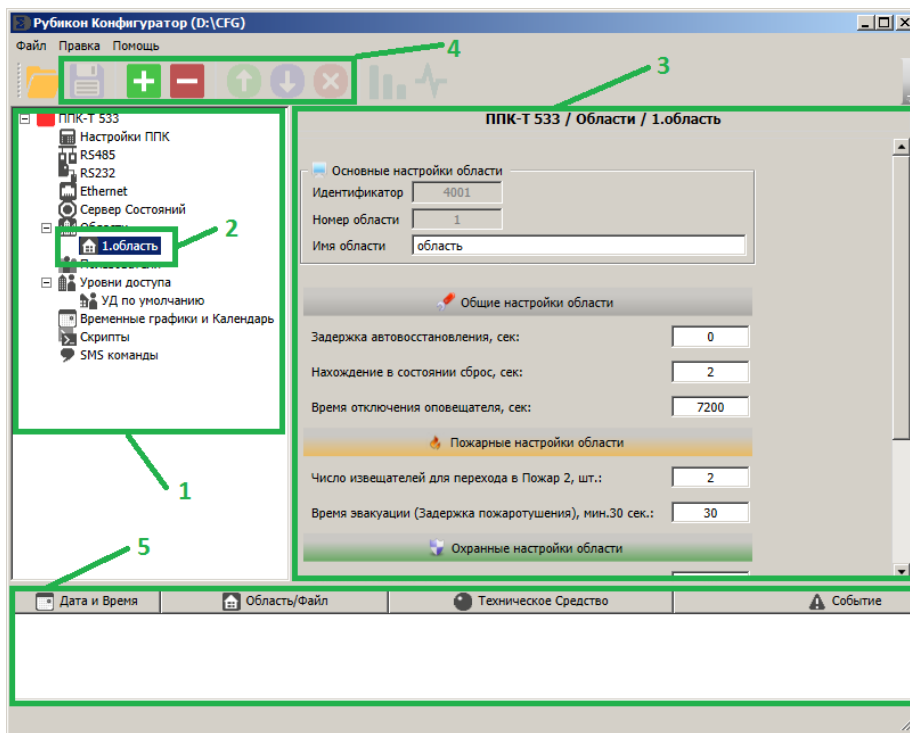 Рубикон Конфигуратор (D:\CFG)
Файл Правка Помощь
4
3
ППК-Т 533
Настройки ППК
RS485
RS232
Ethernet
Сервер Состояний
Области
1.область
2
Пользователи
Уровни доступа
УД по умолчанию
Временные графики и Календарь
Скрипты
SMS команды
1
ППК-Т 533 / Области / 1.область
Основные настройки области
Идентификатор 4001
Номер области 1
Имя области область
Общие настройки области
Задержка автовосстановления, сек: 0
Нахождение в состоянии сброс, сек: 2
Время отключения оповещателя, сек: 7200
Пожарные настройки области
Число извещателей для перехода в Пожар 2, шт.: 2
Время эвакуации (Задержка пожаротушения), мин.30 сек.: 30
Охранные настройки области
5
Дата и Время Область/Файл Техническое Средство Событие